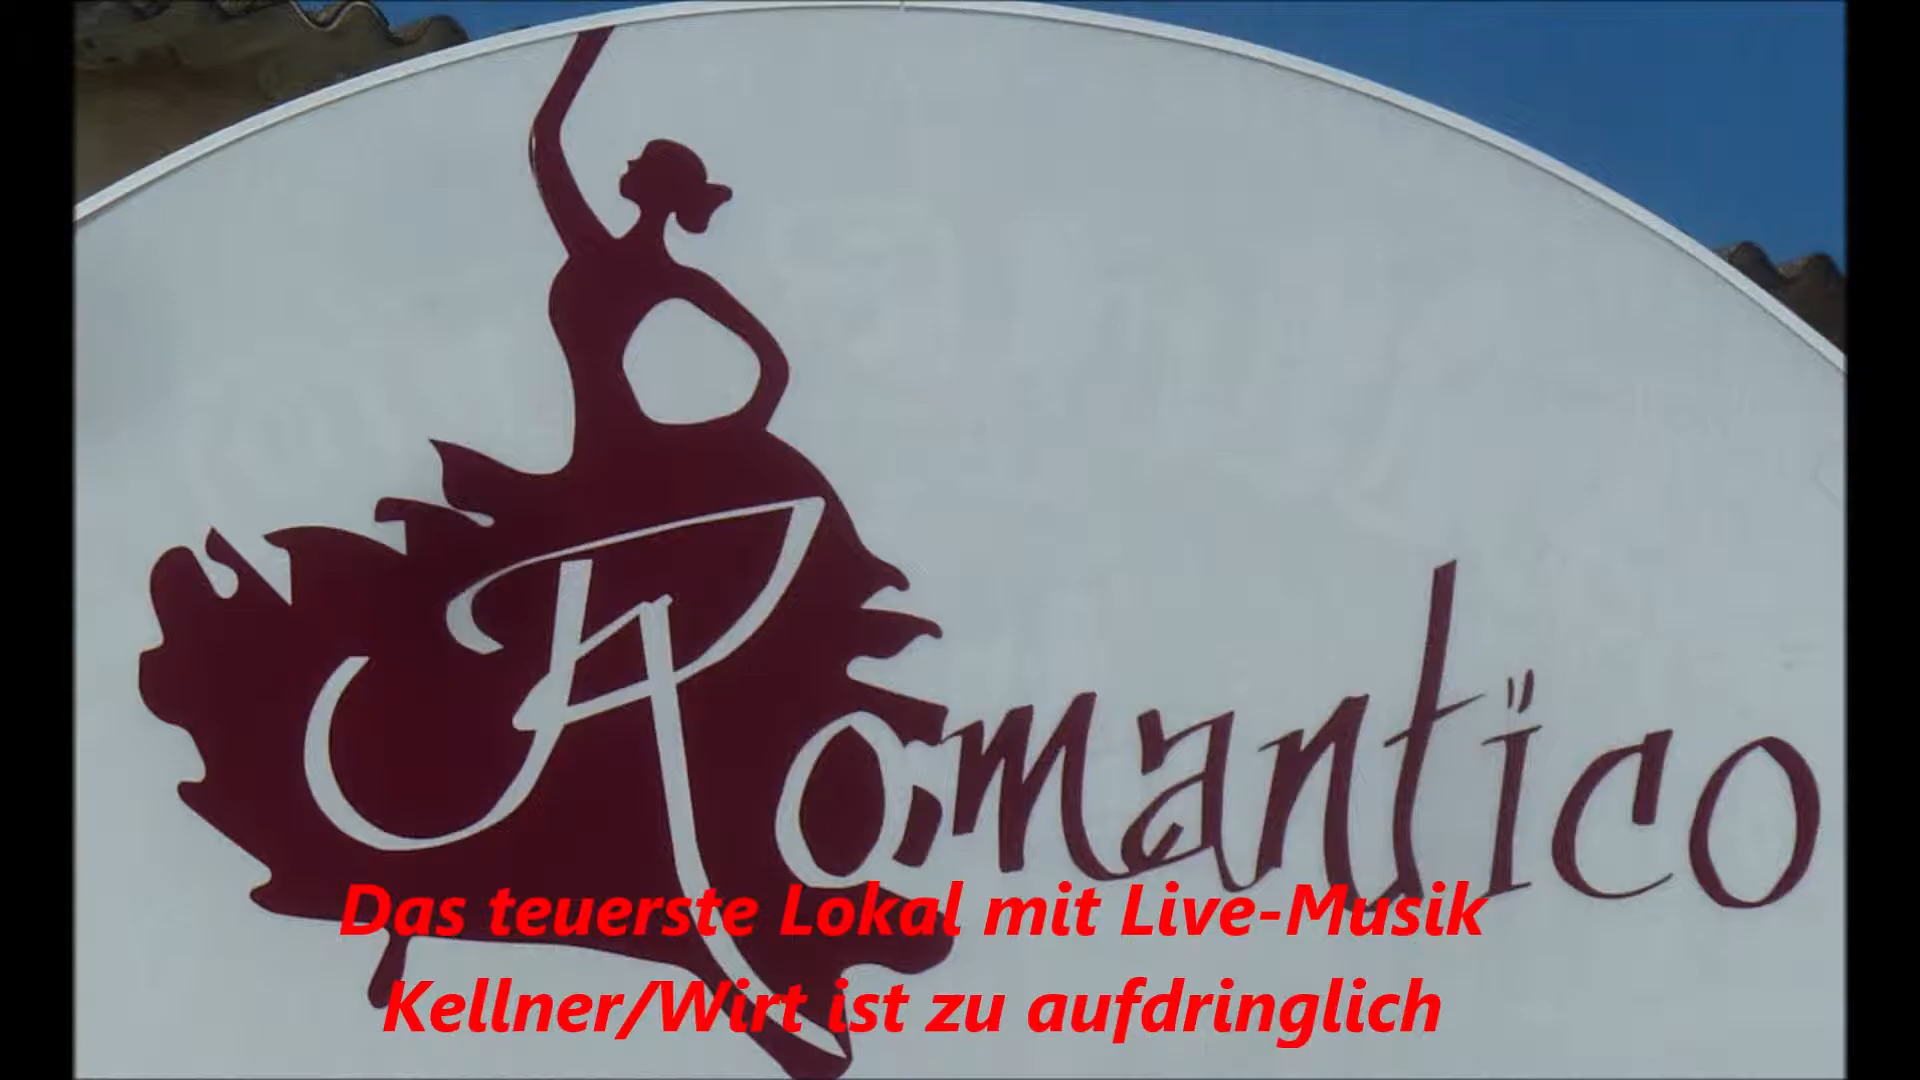 Romantico
Das teuerste Lokal mit Live-Musik
Kellner/Wirt ist zu aufdringlich